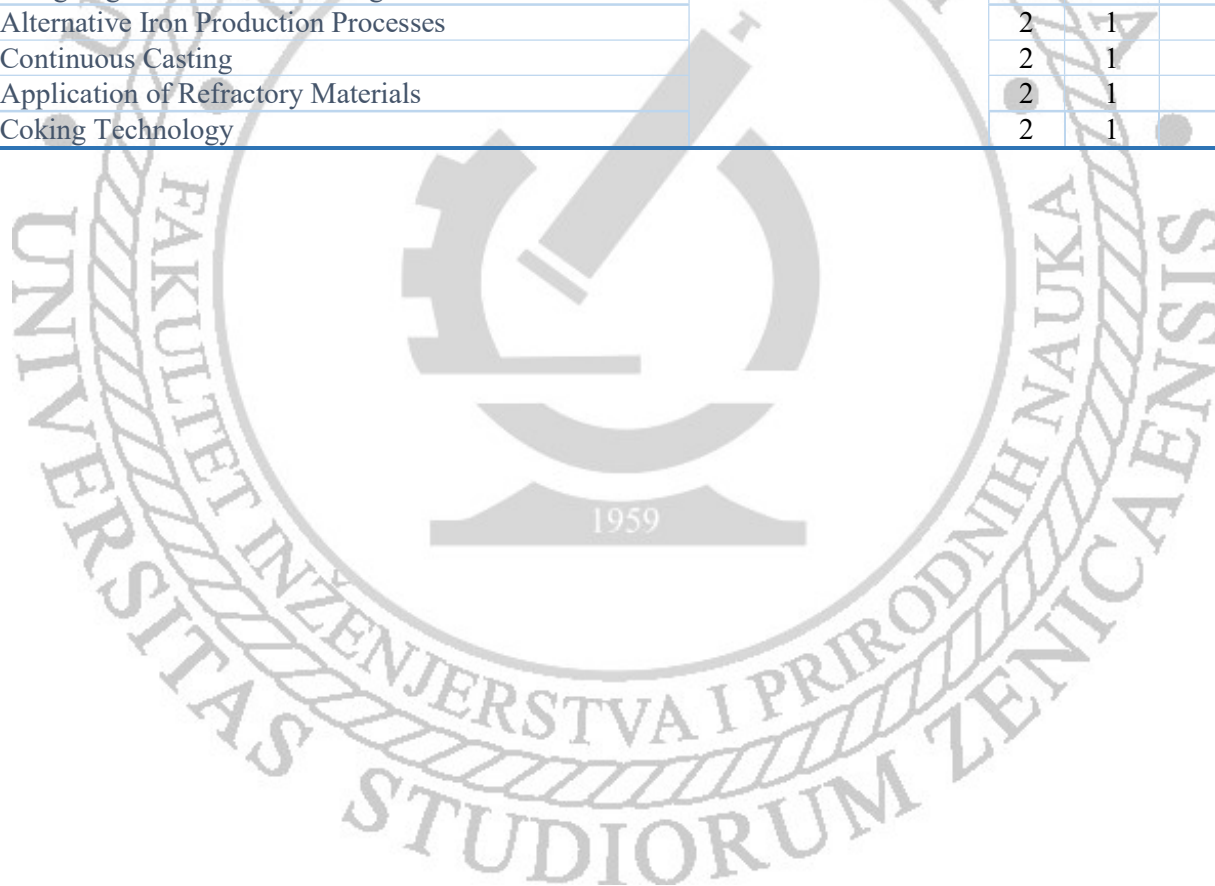 Alternative Iron Production Processes 2 1
Continuous Casting 2 1
Application of Refractory Materials 2 1
Coking Technology 2 1
FAKULTET INŽENJERSTVA I PRIRODNIH NAUKA
UNIVERSITAS STUDIORUM ZENICAENSIS
1959